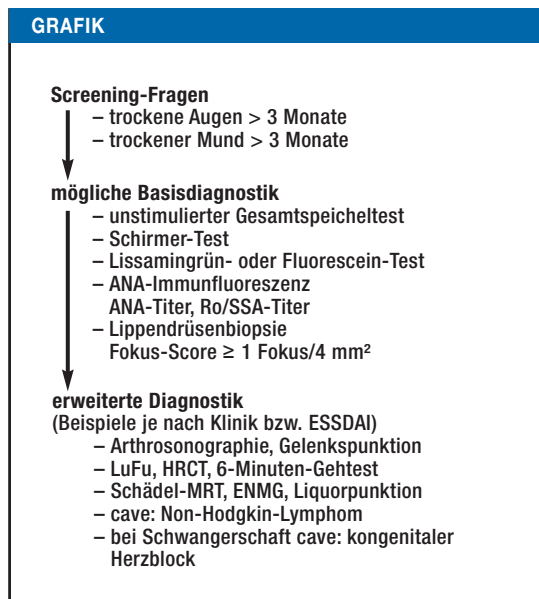 GRAFIK
Screening-Fragen
– trockene Augen > 3 Monate
– trockener Mund > 3 Monate
mögliche Basisdiagnostik
– unstimulierter Gesamtspeicheltest
– Schirmer-Test
– Lissamingrün- oder Fluorescein-Test
– ANA-Immunfluoreszenz
ANA-Titer, Ro/SSA-Titer
– Lippendrüsenbiopsie
Fokus-Score ≥ 1 Fokus/4 mm²
erweiterte Diagnostik
(Beispiele je nach Klinik bzw. ESSDAI)
– Arthrosonographie, Gelenkspunktion
– LuFu, HRCT, 6-Minuten-Gehtest
– Schädel-MRT, ENMG, Liquorpunktion
– cave: Non-Hodgkin-Lymphom
– bei Schwangerschaft cave: kongenitaler
Herzblock